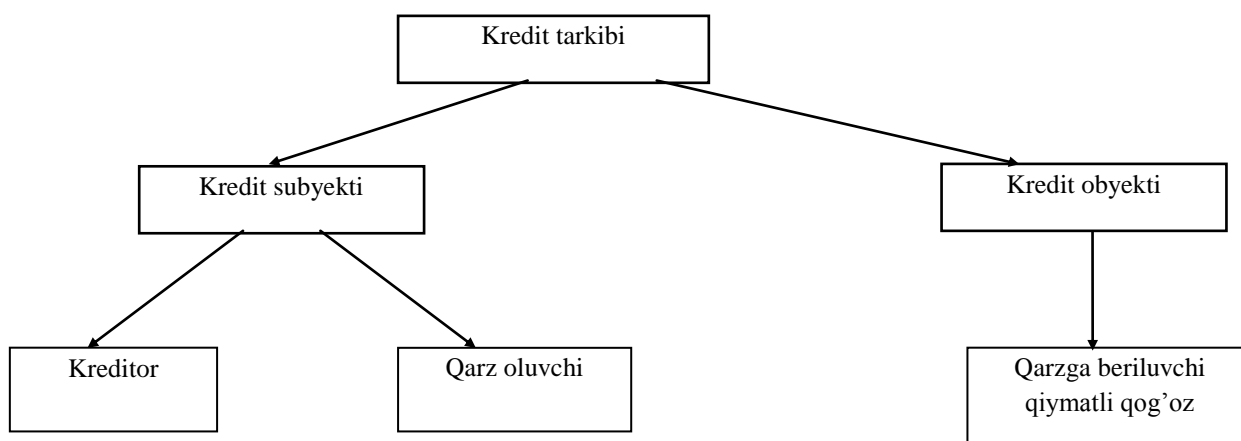 Kredit tarkibi
Kredit subyekti
Kredit obyekti
Kreditor
Qarz oluvchi
Qarzga beriluvchi
qiymatli qog’oz